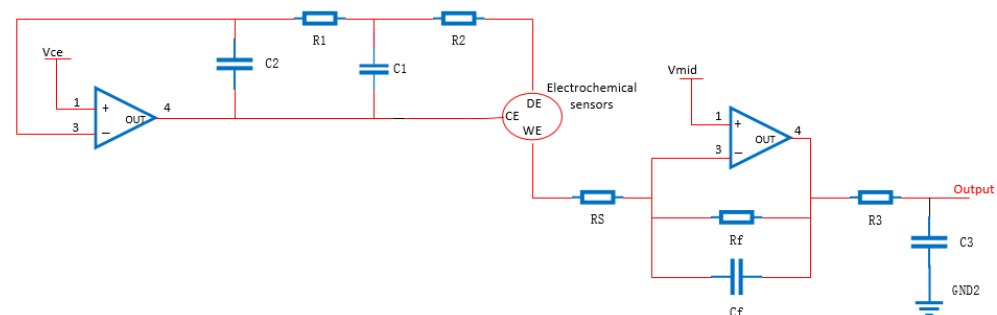 R1
R2
Vce
C2
C1
1
+
OUT
4
3
−
Electrochemical
sensors
DE
CE
WE
Vmid
1
+
OUT
4
3
−
RS
Rf
Cf
R3
Output
C3
GND2